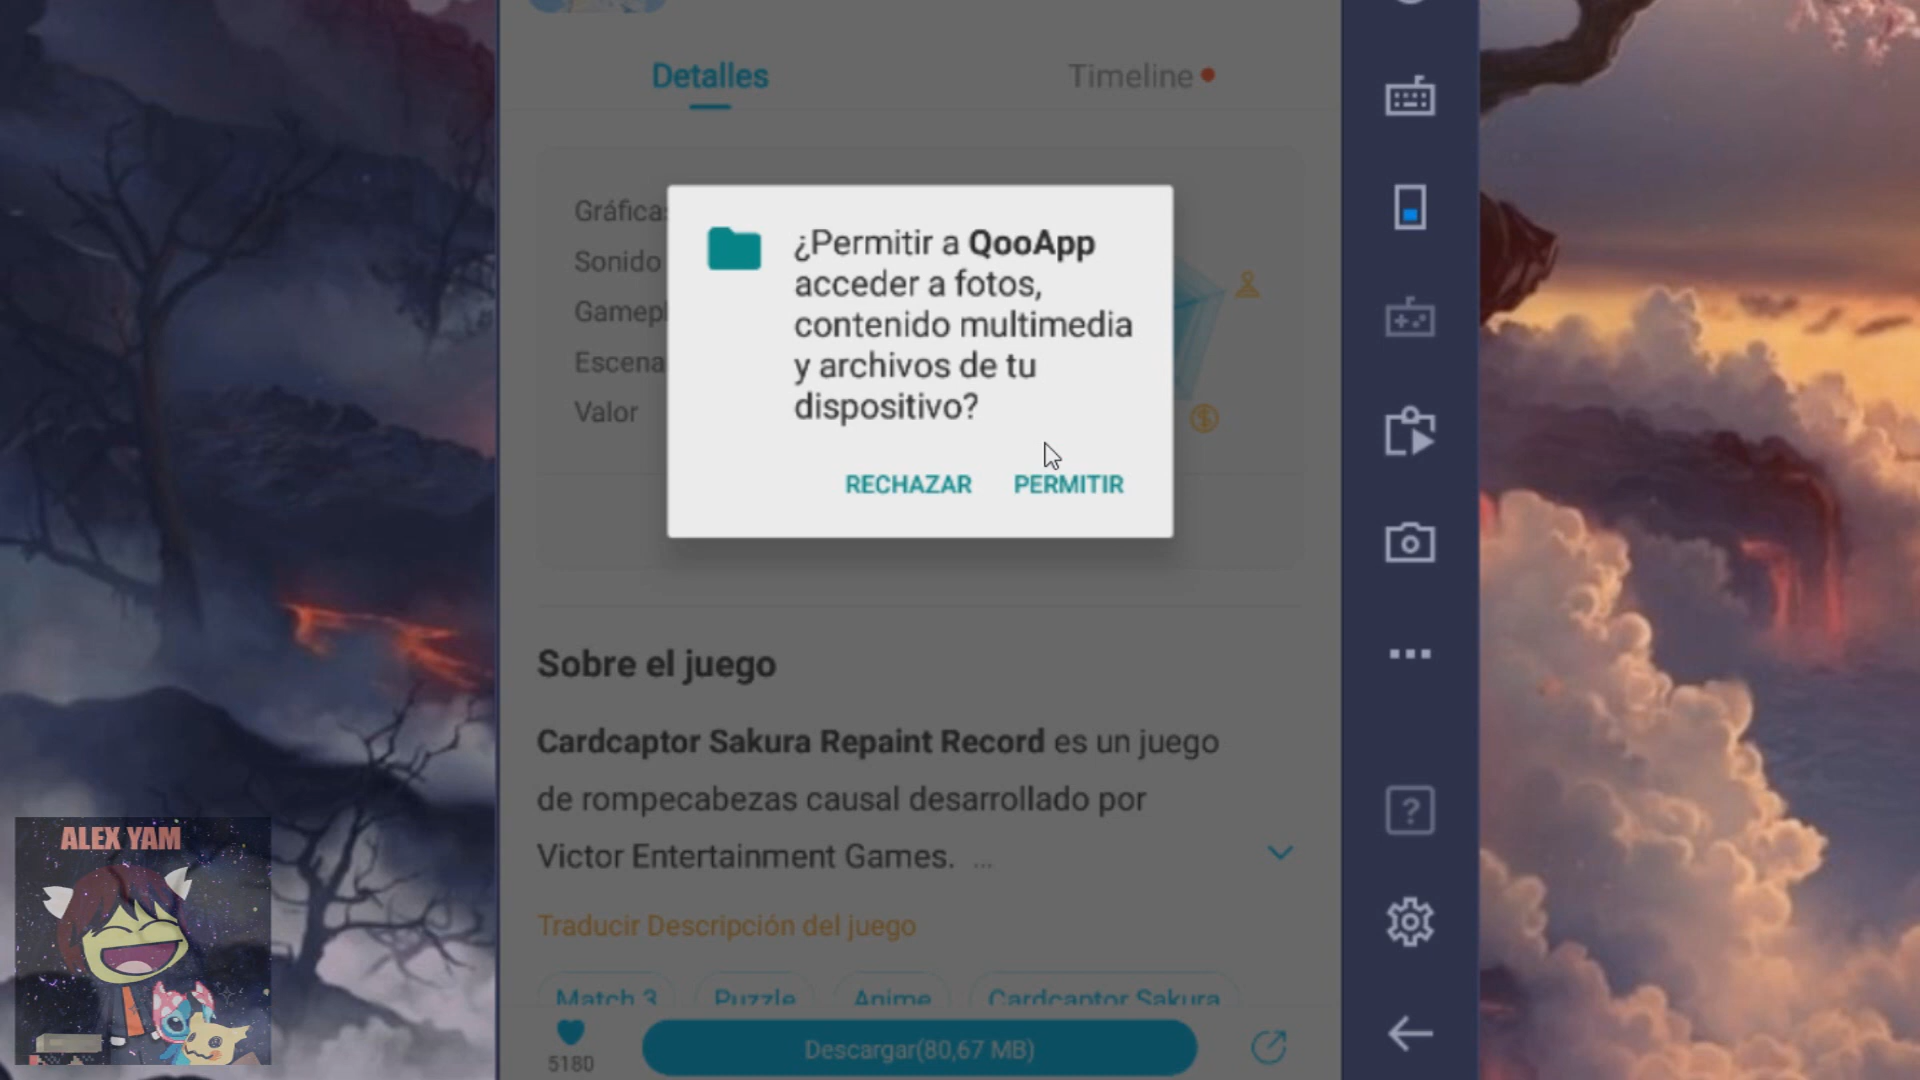 Detalles
Timeline
Gráficas
Sonido
Gamepl
Escena
Valor
¿Permitir a QooApp
acceder a fotos,
contenido multimedia
y archivos de tu
dispositivo?
RECHAZAR
PERMITIR
Sobre el juego
Cardcaptor Sakura Repaint Record es un juego
de rompecabezas causal desarrollado por
Victor Entertainment Games. ...
Traducir Descripción del juego
Match 3
Puzzle
Anime
Cardcaptor Sakura
5180
Descargar(80,67 MB)
ALEX YAM